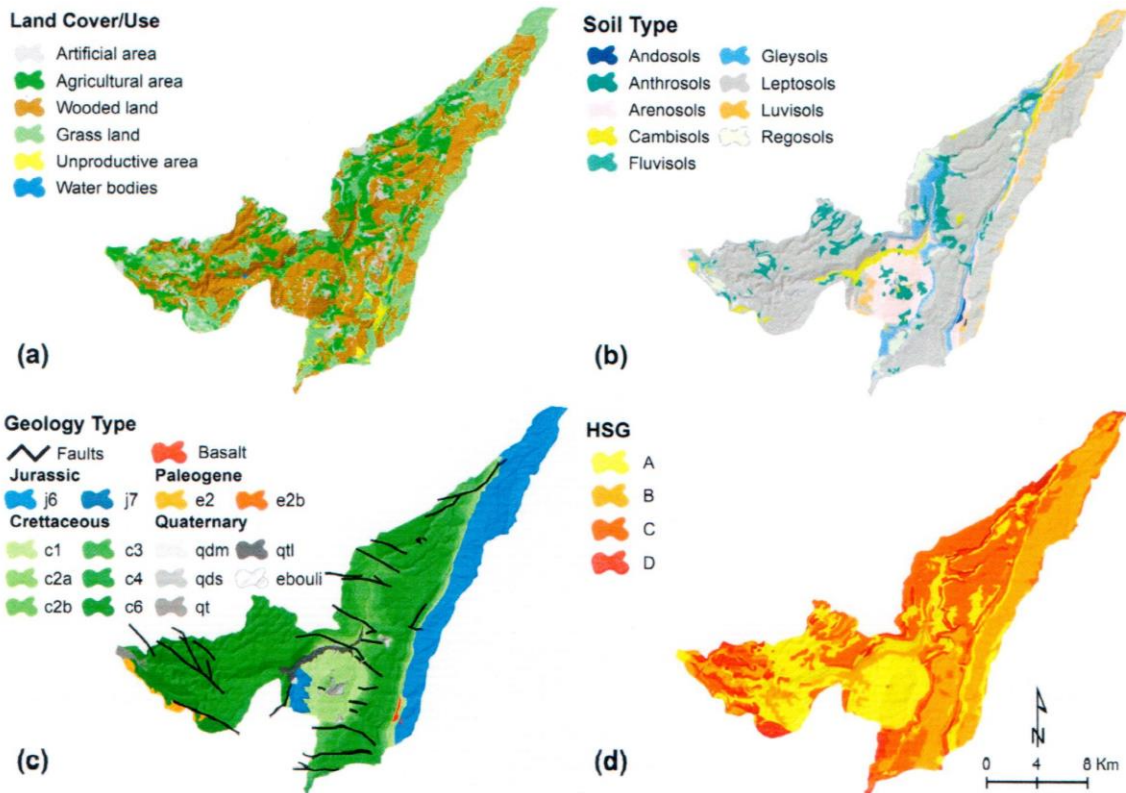 Land Cover/Use
Artificial area
Agricultural area
Wooded land
Grass land
Unproductive area
Water bodies
(a)
Soil Type
Andosols Gleysols
Anthrosols Leptosols
Arenosols Luvisols
Cambisols Regosols
Fluvisols
(b)
Geology Type
Faults Basalt
Jurassic Paleogene
j6 j7 e2 e2b
Crettaceous Quaternary
c1 c3 qdm qtl
c2a c4 qds ebouli
c2b c6 qt
(c)
HSG
A
B
C
D
(d)
N
0 4 8 Km